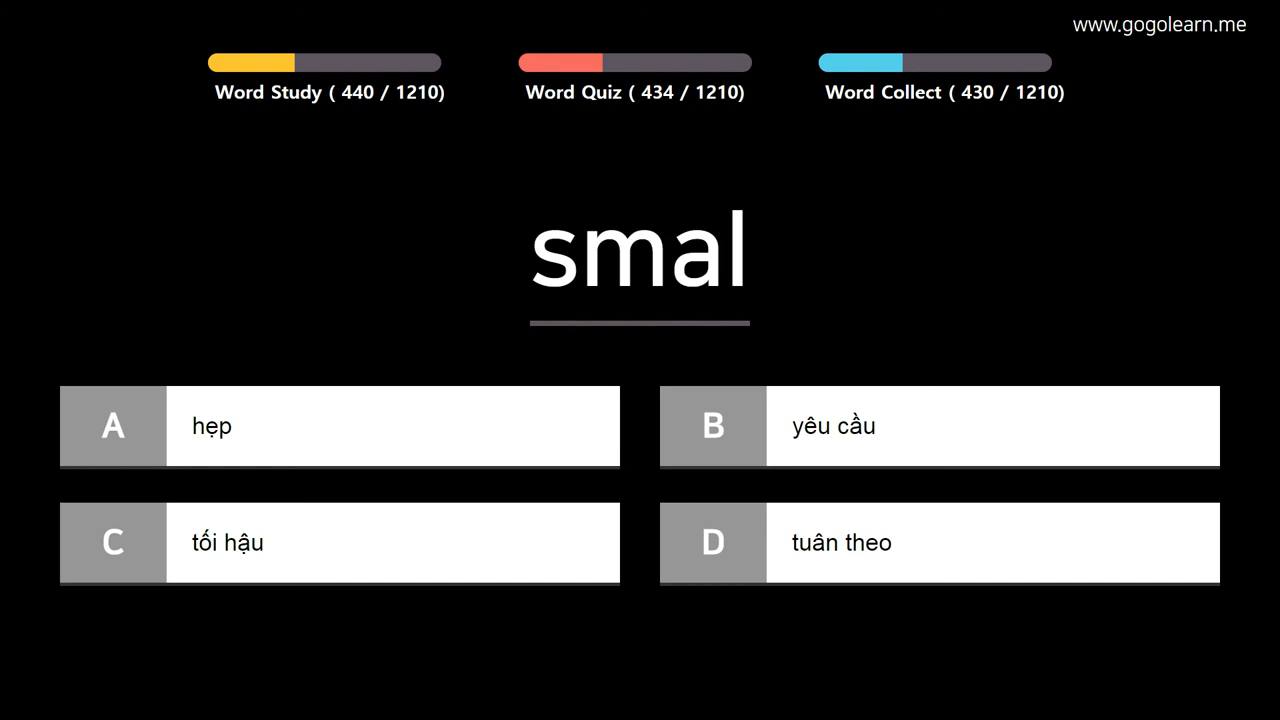 www.gogolearn.me
Word Study ( 440 / 1210)
Word Quiz ( 434 / 1210)
Word Collect ( 430 / 1210)
smal
A hẹp
B yêu cầu
C tối hậu
D tuân theo